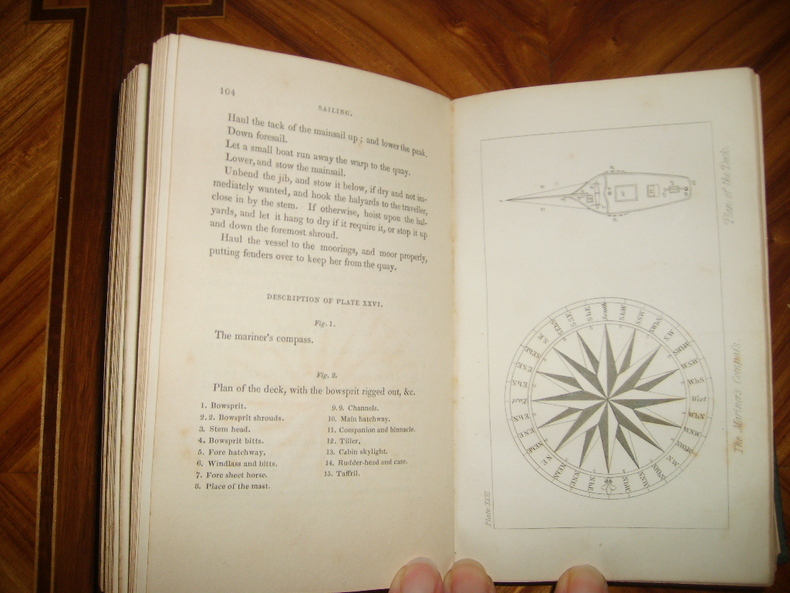 104
SAILING.
Haul the tack of the mainsail up; and lower the peak.
Down foresail.
Let a small boat run away the warp to the quay.
Lower, and stow the mainsail.
Unbend the jib, and stow it below, if dry and not im-
mediately wanted, and hook the halyards to the traveller,
close in by the stem. If otherwise, hoist upon the hal-
yards, and let it hang to dry if it require it, or stop it up
and down the foremost shroud.
Haul the vessel to the moorings, and moor properly,
putting fenders over to keep her from the quay.
DESCRIPTION OF PLATE XXVI.
Fig. 1.
The mariner's compass.
Fig. 2.
Plan of the deck, with the bowsprit rigged out, &c.
1. Bowsprit.
2.2. Bowsprit shrouds.
3. Stem head.
4. Bowsprit bitts.
5. Fore hatchway.
6. Windlass and bitts.
7. Fore sheet horse.
8. Place of the mast.
9.9. Channels.
10. Main hatchway.
11. Companion and binnacle.
12. Tiller.
13. Cabin skylight.
14. Rudder-head and case.
15. Taffril.
Plan of the Deck.
South
West
East
The Mariner's Compass.